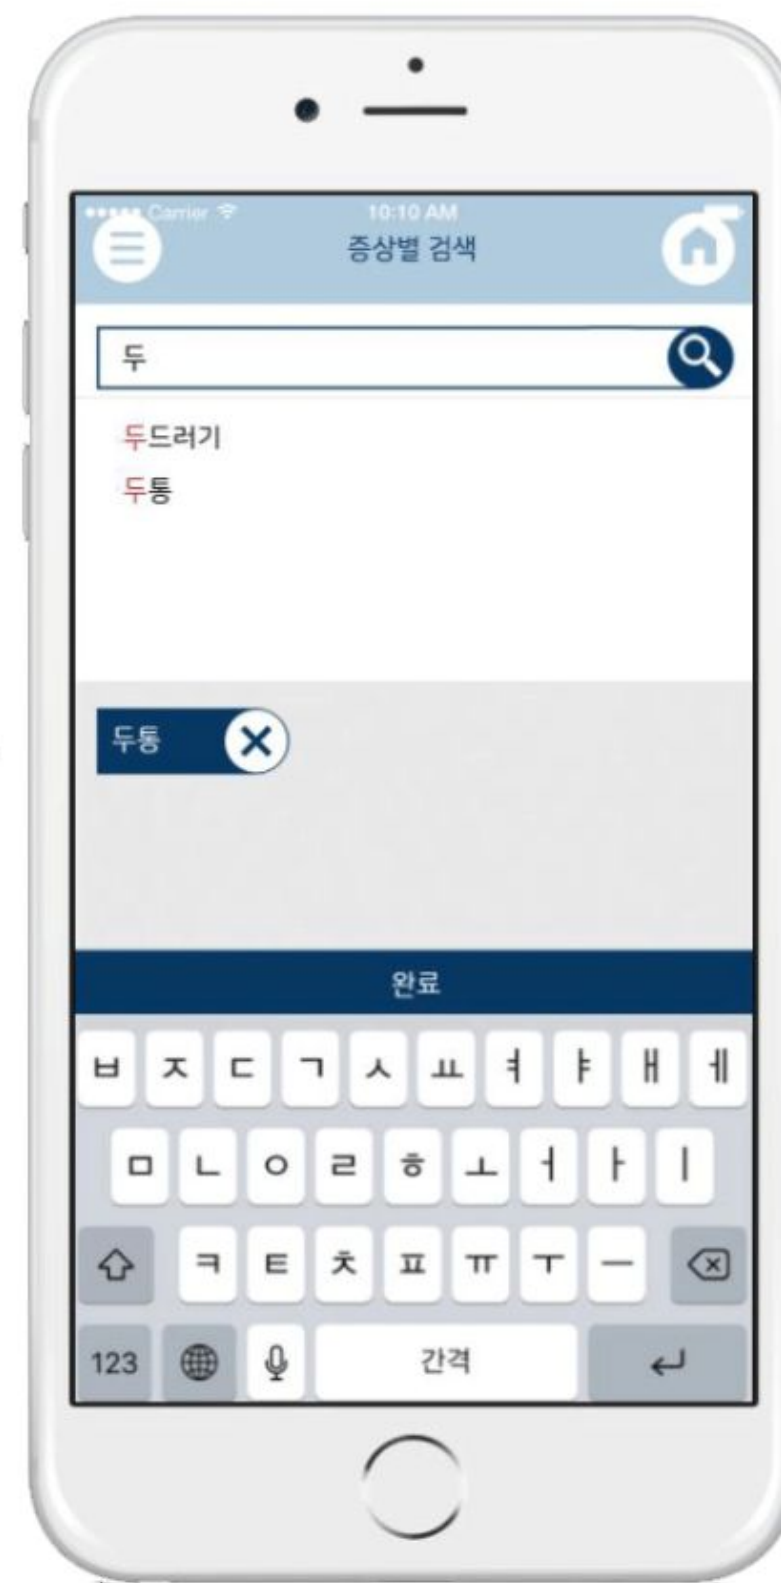 Carrier 10:10 AM
증상별 검색
두
두드러기
두통
두통
완료
ㅂ ㅈ ㄷ ㄱ ㅅ ㅛ ㅕ ㅑ ㅐ ㅔ
ㅁ ㄴ ㅇ ㄹ ㅎ ㅗ ㅓ ㅏ ㅣ
ㅋ ㅌ ㅊ ㅍ ㅠ ㅜ ㅡ
123 간격